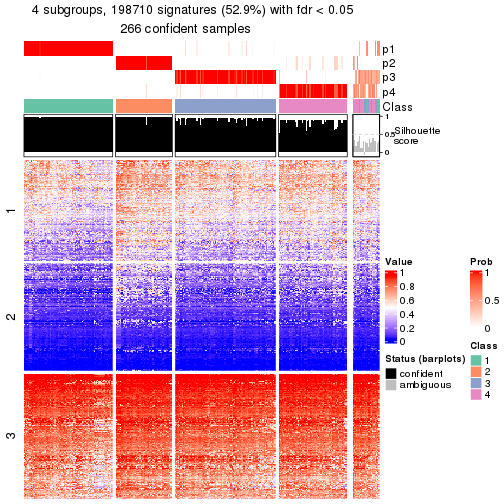 4 subgroups, 198710 signatures (52.9%) with fdr < 0.05
266 confident samples
p1
p2
p3
p4
Class
1
0.5
0
Silhouette
score
1
2
3
Value
1
0.8
0.6
0.4
0.2
0
Status (barplots)
confident
ambiguous
Prob
1
0.5
0
Class
1
2
3
4